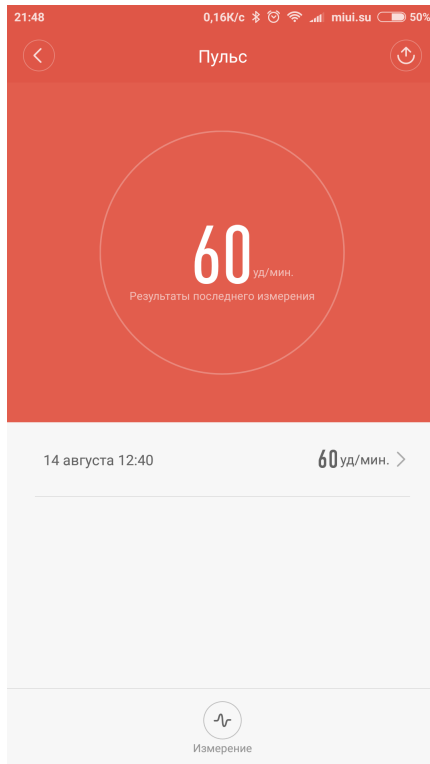 21:48 0,16K/c miui.su 50%
Пульс
60 уд/мин.
Результаты последнего измерения
14 августа 12:40 60 уд/мин.
Измерение